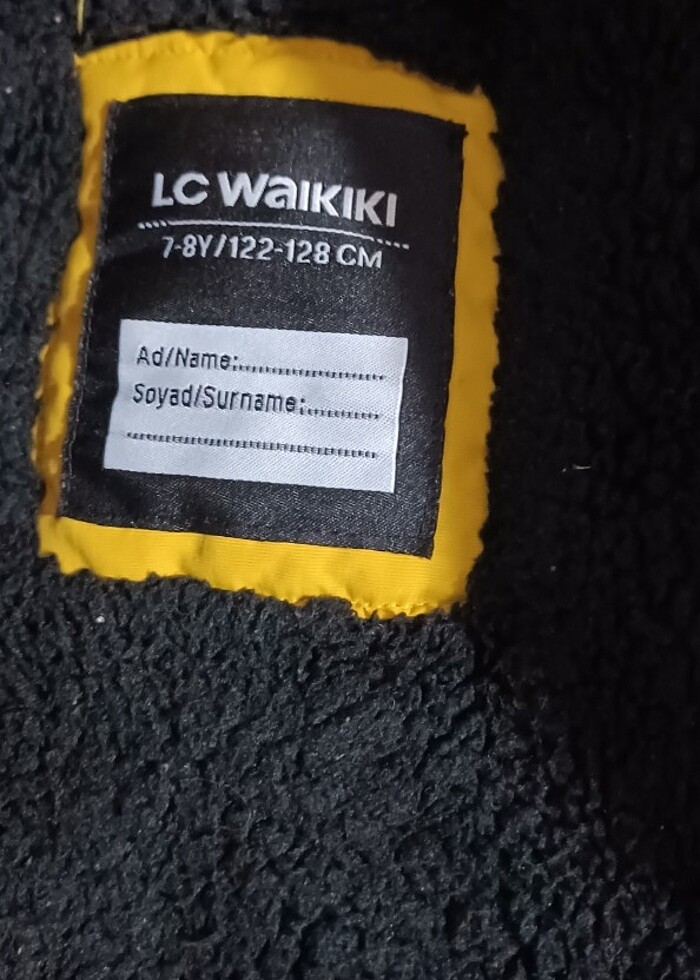 LC WAIKIKI
7-8Y/122-128 CM
Ad/Name:....................
Soyad/Surname:..........
..............................